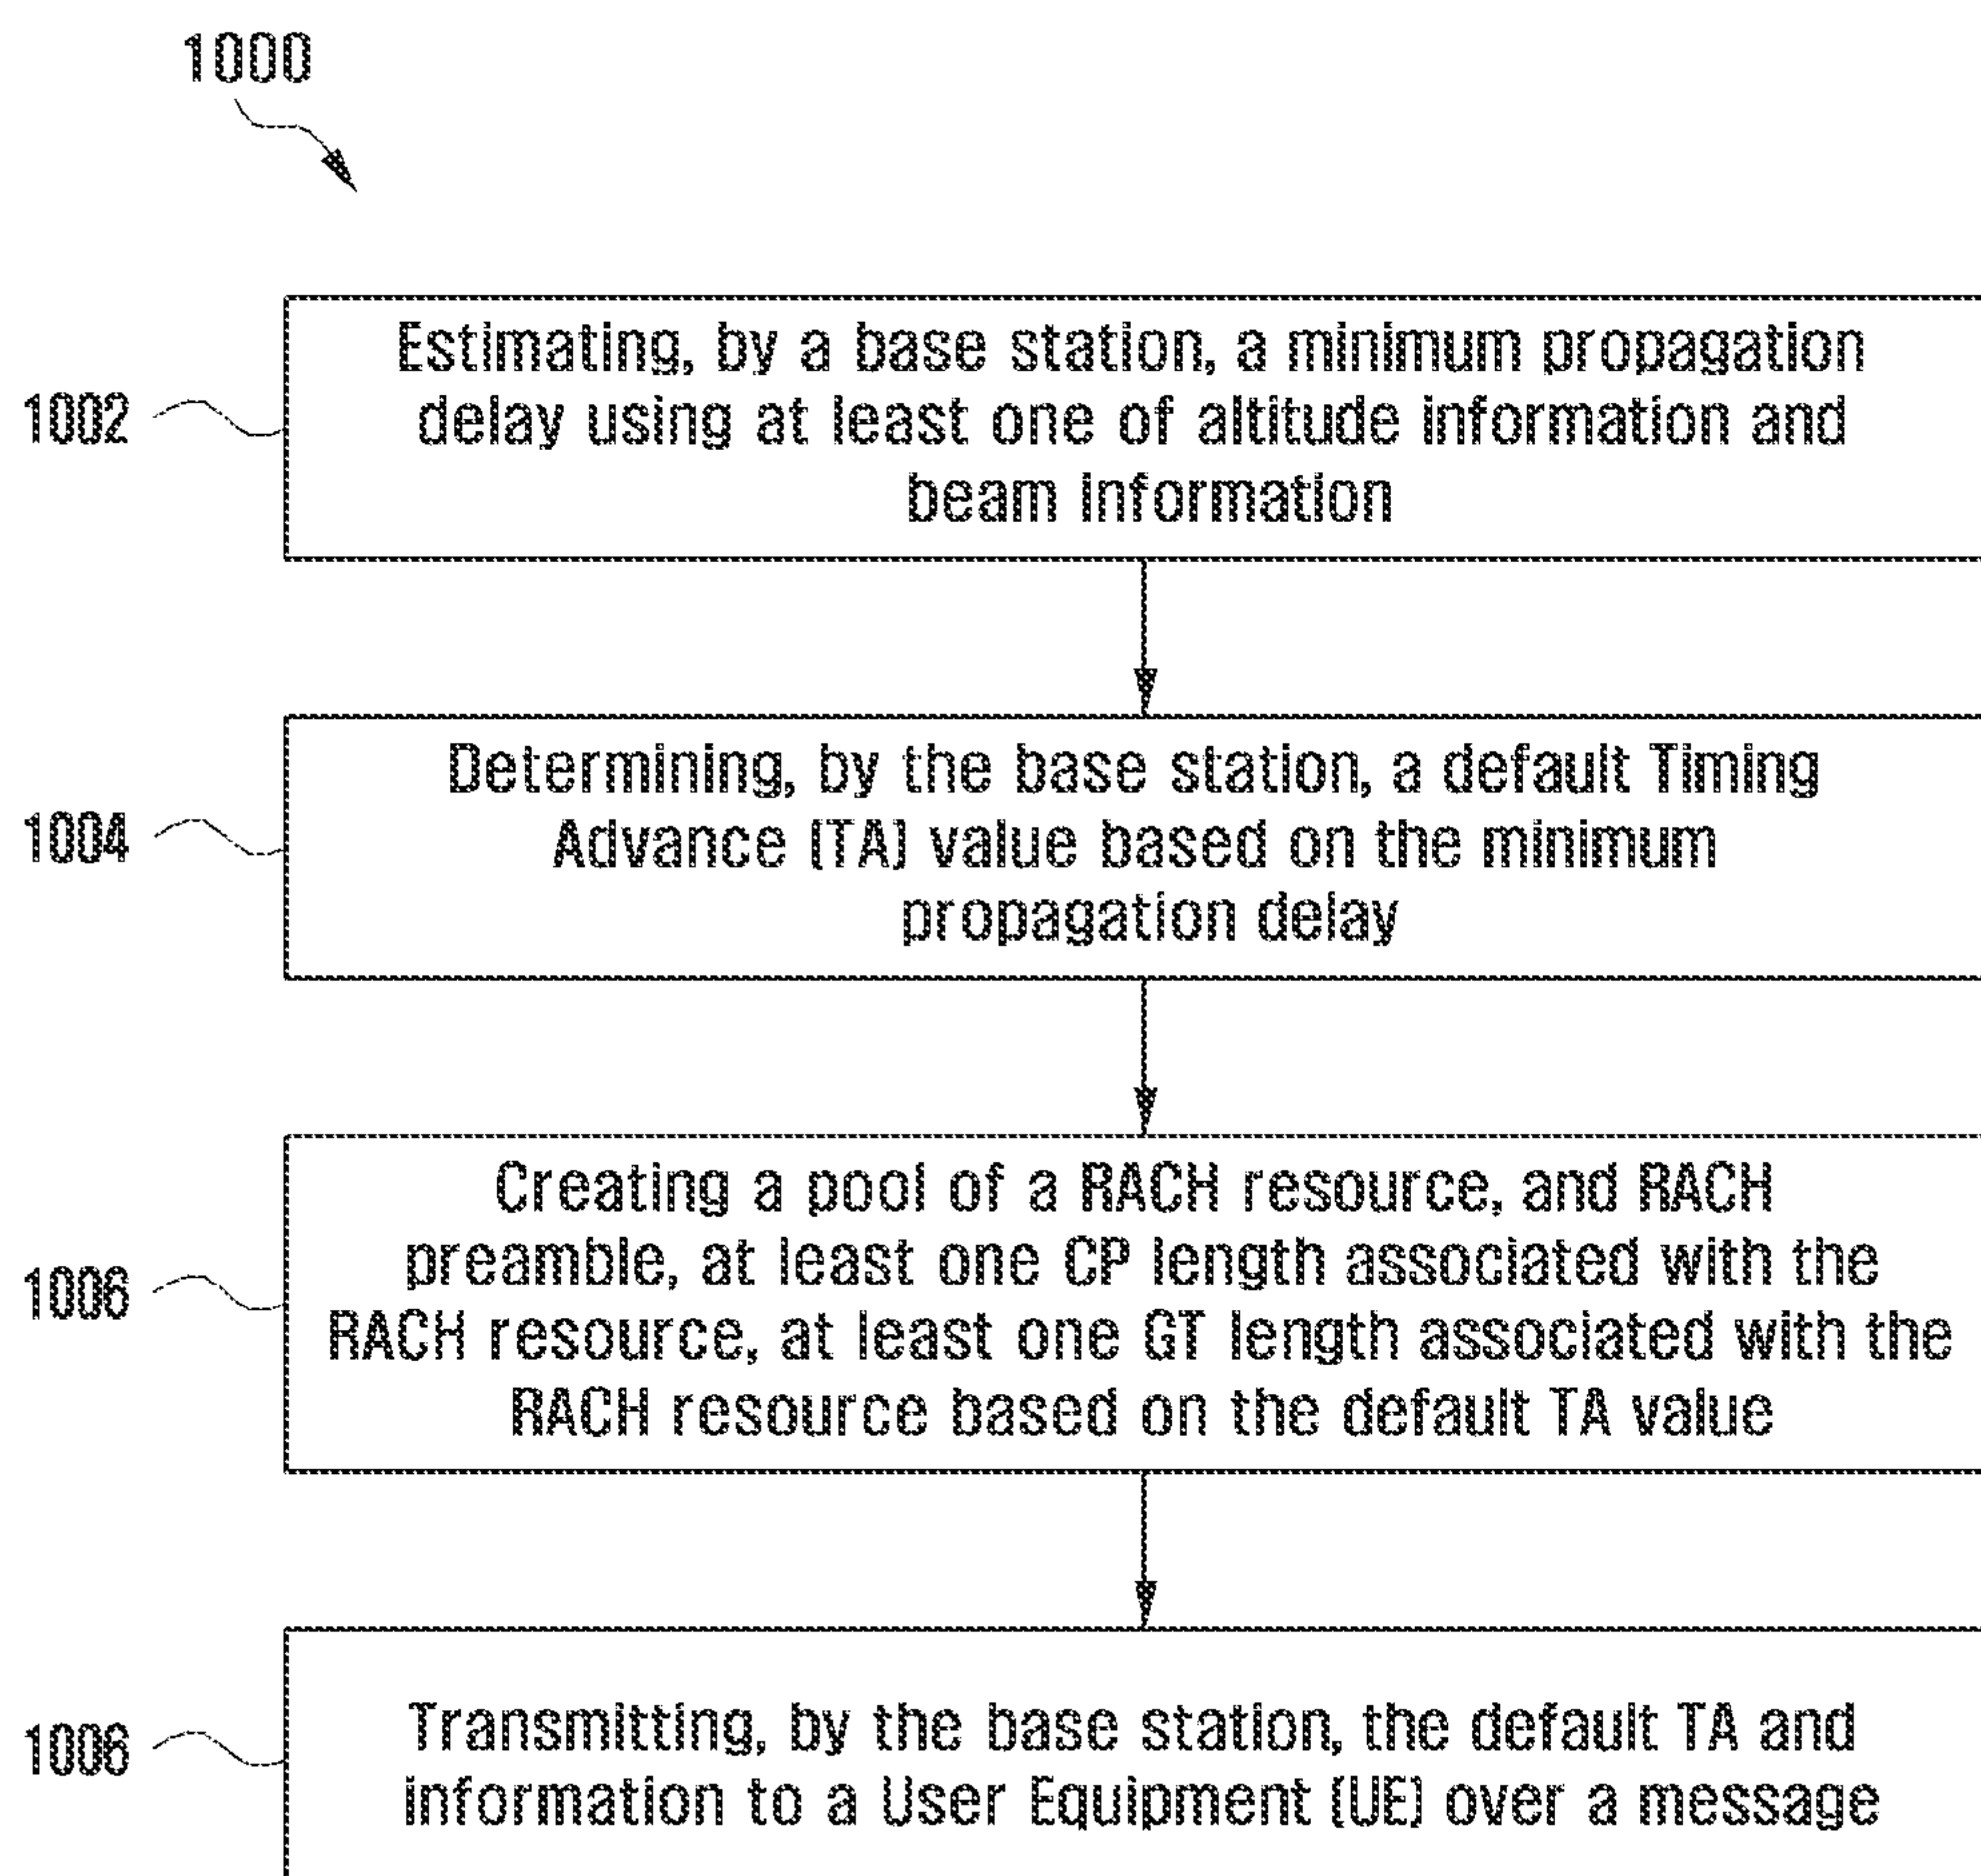 1000
1002
Estimating, by a base station, a minimum propagation
delay using at least one of altitude information and
beam information
1004
Determining, by the base station, a default Timing
Advance (TA) value based on the minimum
propagation delay
1006
Creating a pool of a RACH resource, and RACH
preamble, at least one CP length associated with the
RACH resource, at least one GT length associated with the
RACH resource based on the default TA value
1006
Transmitting, by the base station, the default TA and
information to a User Equipment (UE) over a message